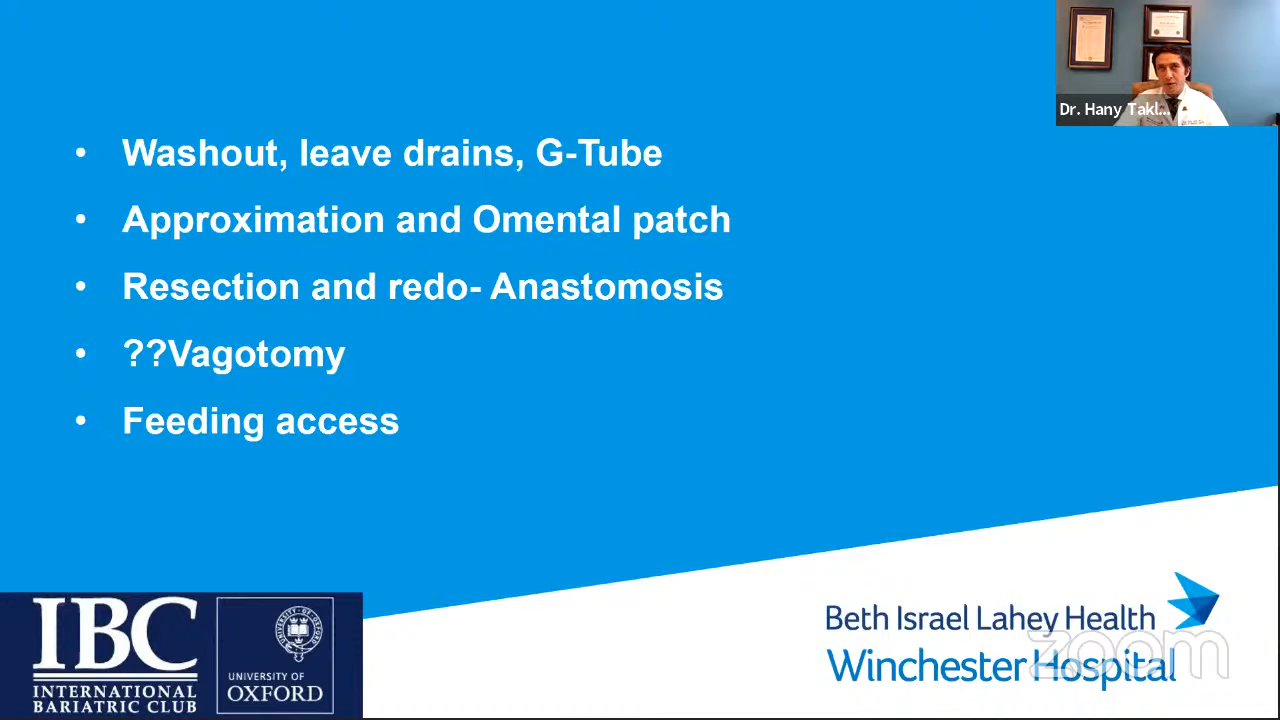 Dr. Hany Takl...
• Washout, leave drains, G-Tube
• Approximation and Omental patch
• Resection and redo- Anastomosis
• ??Vagotomy
• Feeding access
IBC
INTERNATIONAL
BARIATRIC CLUB
UNIVERSITY OF
OXFORD
Beth Israel Lahey Health
Winchester Hospital
zoom